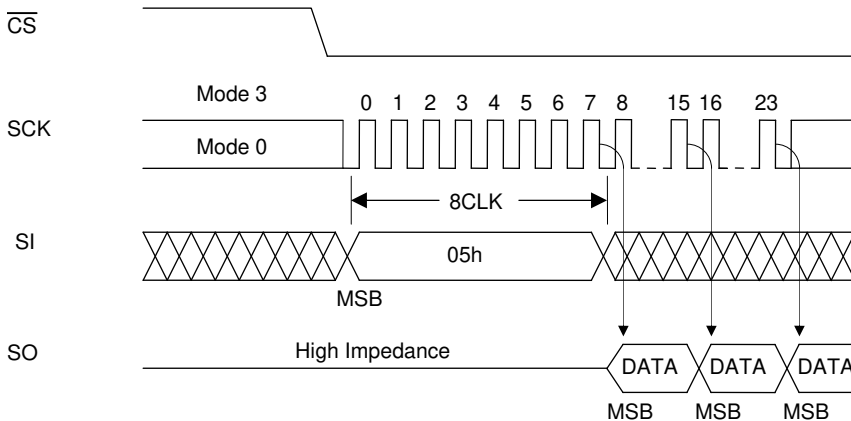 CS
Mode 3
0 1 2 3 4 5 6 7 8 15 16 23
SCK
Mode 0
8CLK
SI
05h
MSB
SO
High Impedance
DATA DATA DATA
MSB MSB MSB